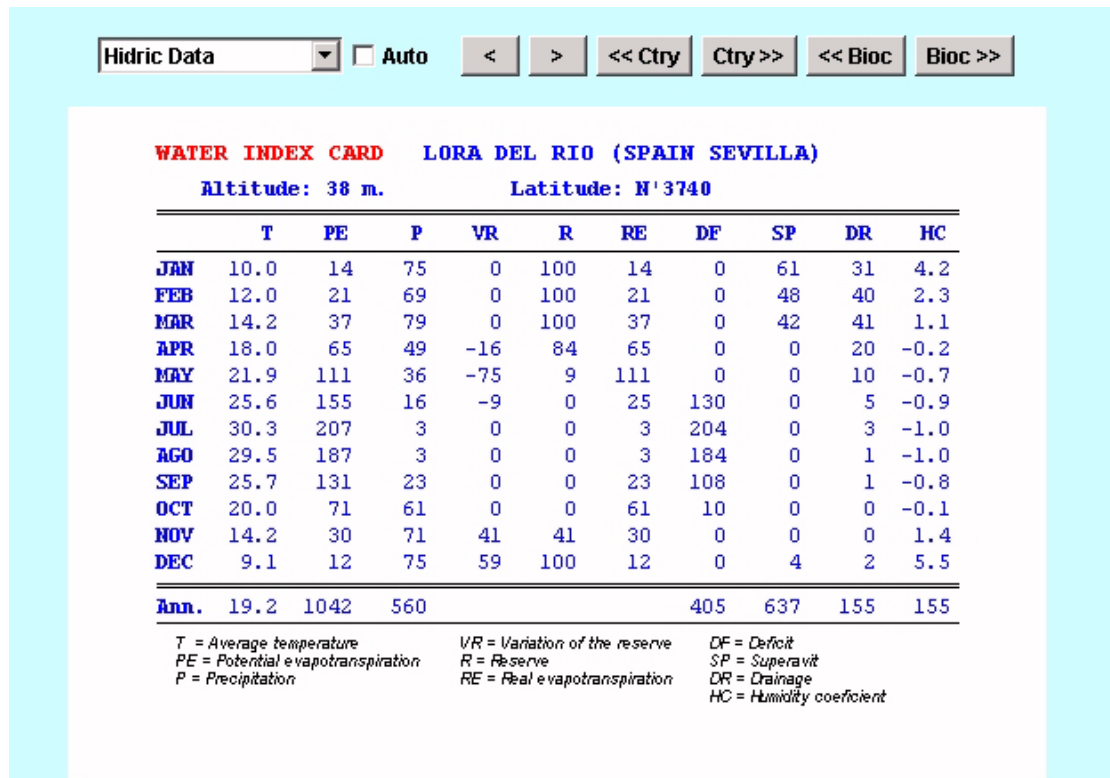 Hidric Data Auto < > << Ctry Ctry >> << Bioc Bioc >>
WATER INDEX CARD LORA DEL RIO (SPAIN SEVILLA)
Altitude: 38 m. Latitude: N'3740
T PE P VR R RE DF SP DR HC
JAN 10.0 14 75 0 100 14 0 61 31 4.2
FEB 12.0 21 69 0 100 21 0 48 40 2.3
MAR 14.2 37 79 0 100 37 0 42 41 1.1
APR 18.0 65 49 -16 84 65 0 0 20 -0.2
MAY 21.9 111 36 -75 9 111 0 0 10 -0.7
JUN 25.6 155 16 -9 0 25 130 0 5 -0.9
JUL 30.3 207 3 0 0 3 204 0 3 -1.0
AGO 29.5 187 3 0 0 3 184 0 1 -1.0
SEP 25.7 131 23 0 0 23 108 0 1 -0.8
OCT 20.0 71 61 0 0 61 10 0 0 -0.1
NOV 14.2 30 71 41 41 30 0 0 0 1.4
DEC 9.1 12 75 59 100 12 0 4 2 5.5
Ann. 19.2 1042 560 405 637 155 155
T = Average temperature VR = Variation of the reserve DF = Deficit
PE = Potential evapotranspiration R = Reserve SP = Superavit
P = Precipitation RE = Real evapotranspiration DR = Drainage
HC = Humidity coeficient